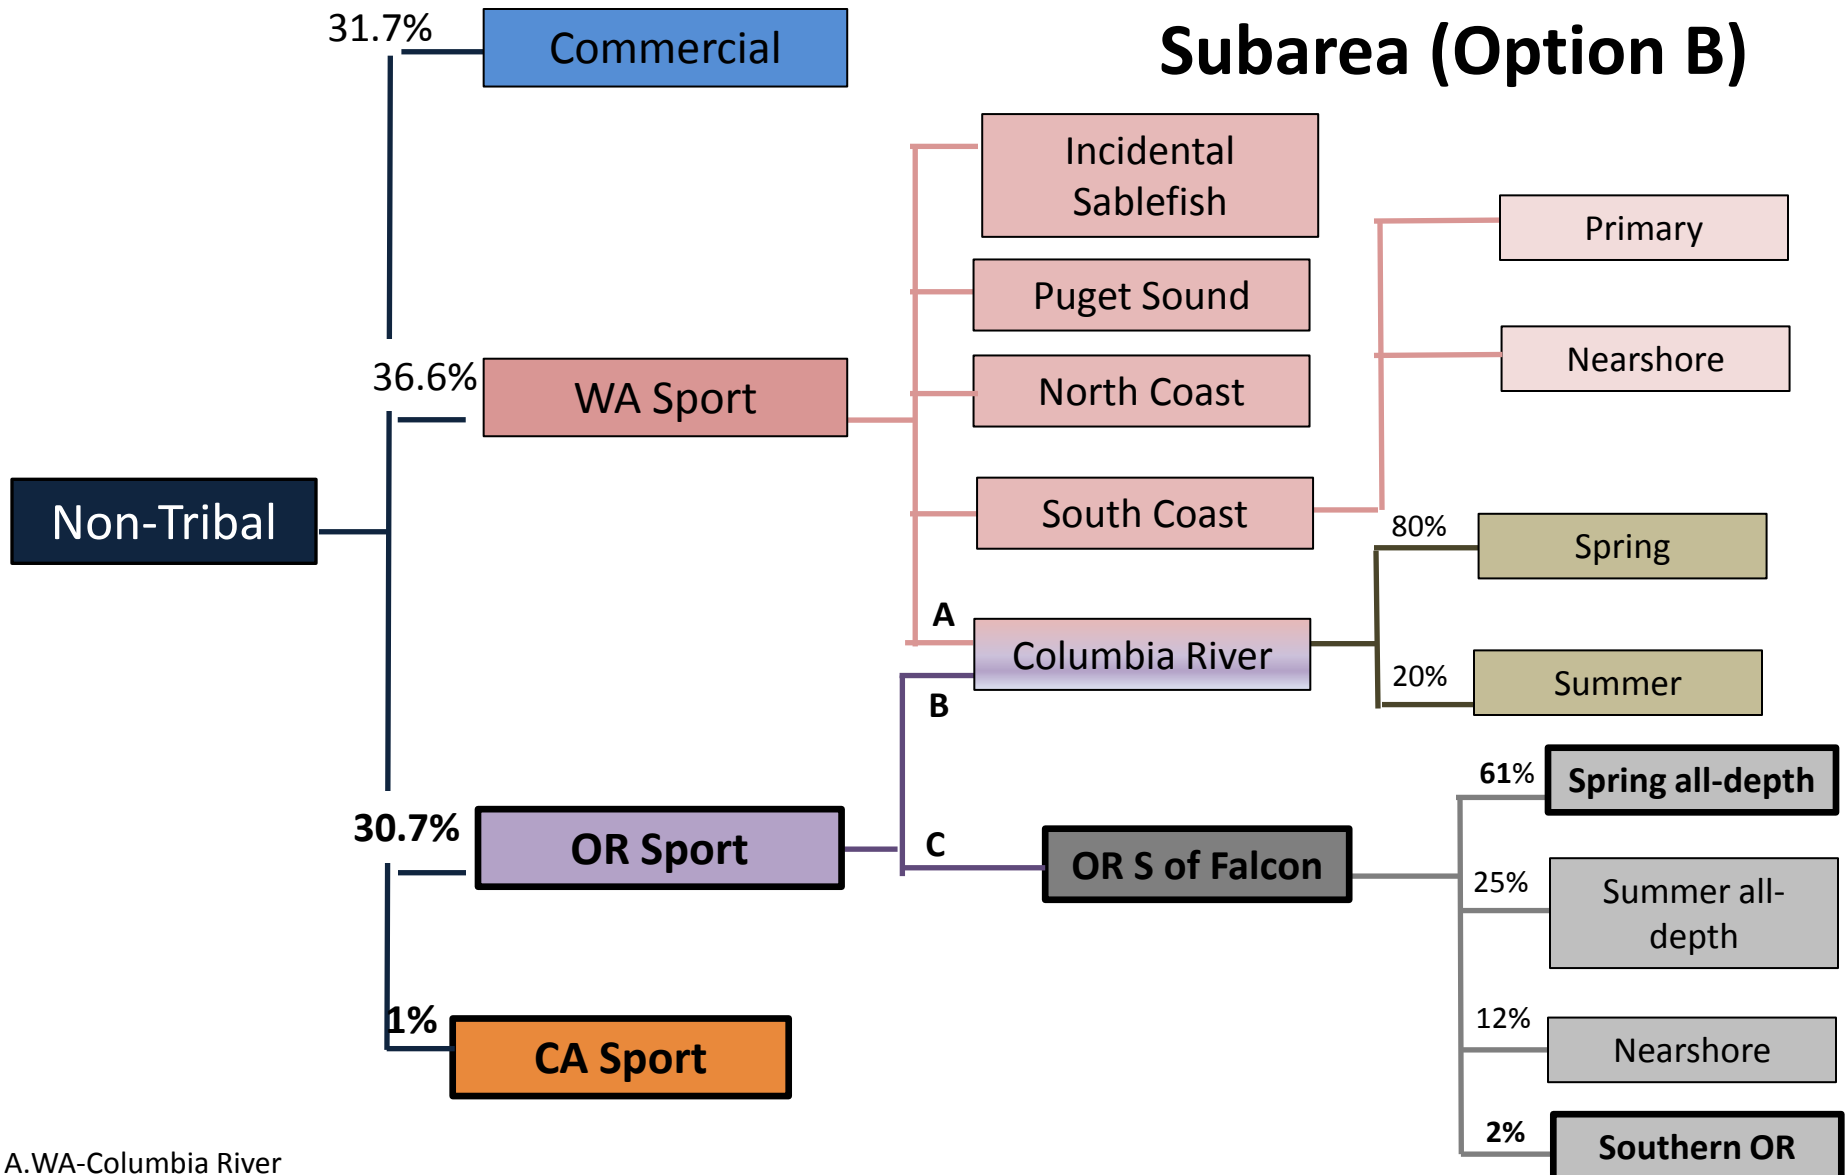 Subarea (Option B)
31.7%
Commercial
Incidental
Sablefish
Primary
Puget Sound
Nearshore
36.6%
WA Sport
North Coast
South Coast
Non-Tribal
80%
Spring
A
Columbia River
20%
Summer
B
61%
Spring all-depth
30.7%
OR Sport
C
OR S of Falcon
25%
Summer all-
depth
12%
Nearshore
1%
CA Sport
2%
Southern OR
A.WA-Columbia River